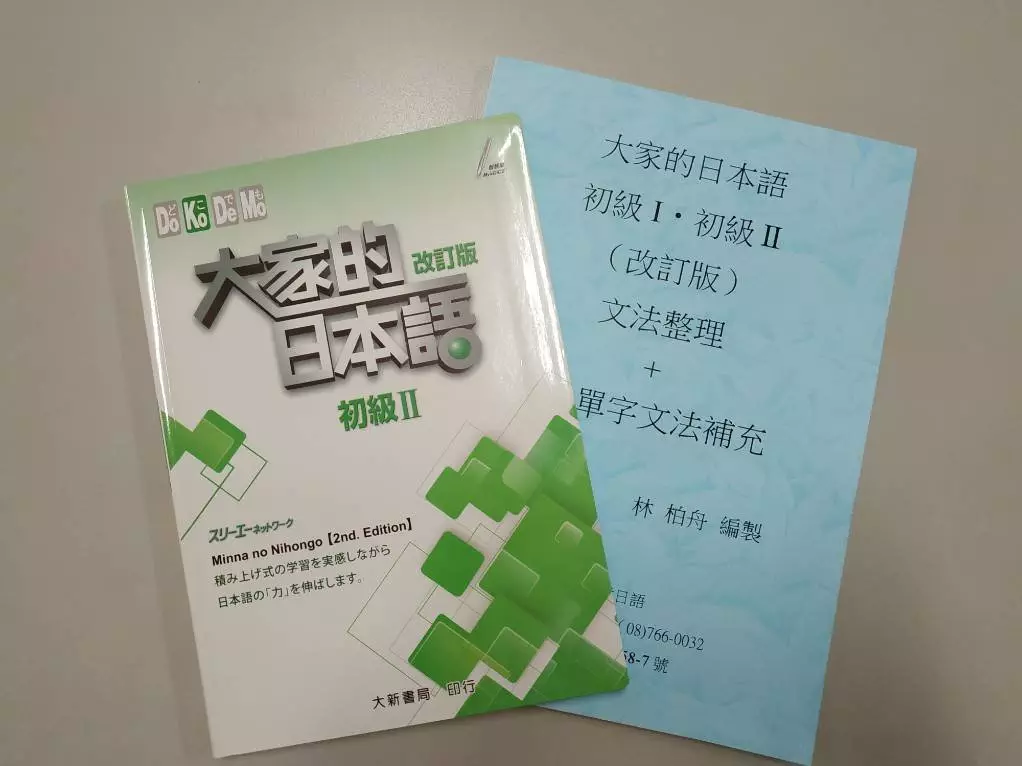 どこでも
Do Ko De Mo
大家的
改訂版
日本語
初級Ⅱ
スリーエーネットワーク
Minna no Nihongo【2nd. Edition】
積み上げ式の学習を実感しながら
日本語の「力」を伸ばします。
大新書局 印行
大家的日本語
初級Ⅰ・初級Ⅱ
（改訂版）
文法整理
+
單字文法補充
林 柏舟 編製
日語
(08)766-0032
58-7 號